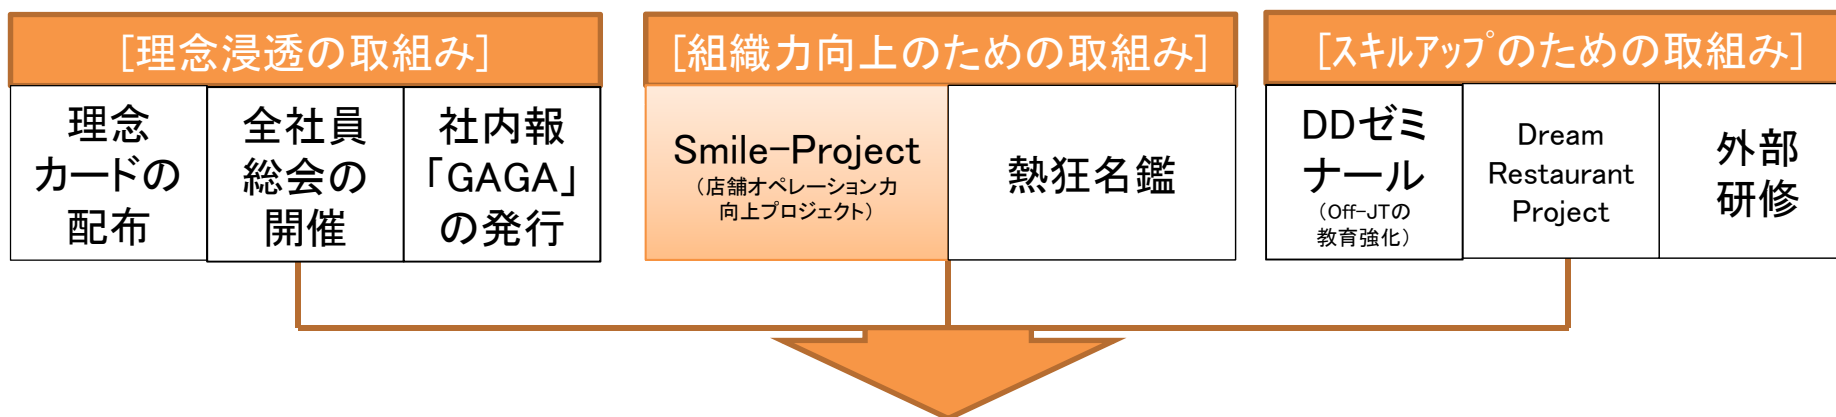 [理念浸透の取組み]
理念
カードの
配布
全社員
総会の
開催
社内報
「GAGA」
の発行
[組織力向上のための取組み]
Smile-Project
(店舗オペレーション力
向上プロジェクト)
熱狂名鑑
[ｽｷﾙｱｯﾌﾟのための取組み]
DDゼミ
ナール
(Off-JTの
教育強化)
Dream
Restaurant
Project
外部
研修